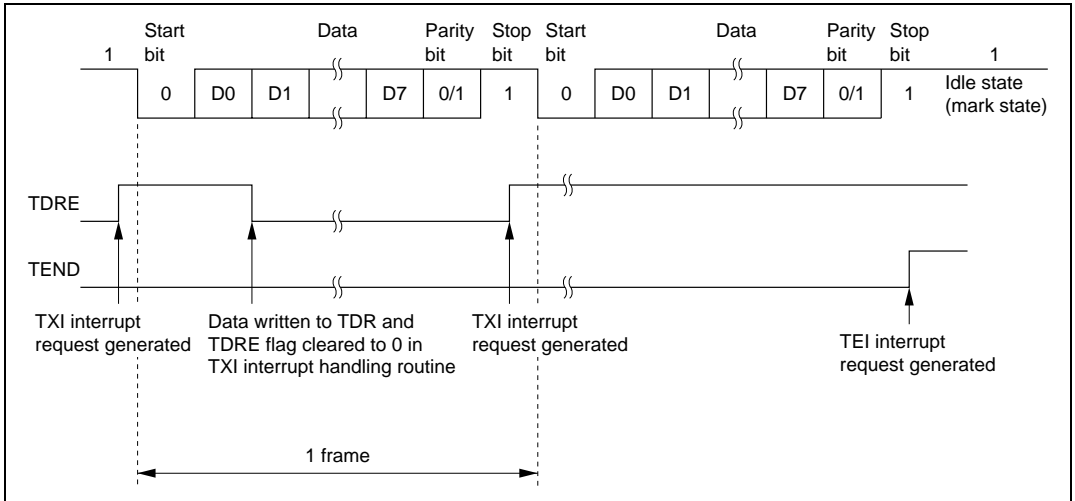 1
Start bit
Data
Parity bit
Stop bit
Start bit
Data
Parity bit
Stop bit
1
0 D0 D1 D7 0/1 1 0 D0 D1 D7 0/1 1
Idle state
(mark state)
TDRE
TEND
TXI interrupt
request generated
Data written to TDR and
TDRE flag cleared to 0 in
TXI interrupt handling routine
TXI interrupt
request generated
TEI interrupt
request generated
1 frame